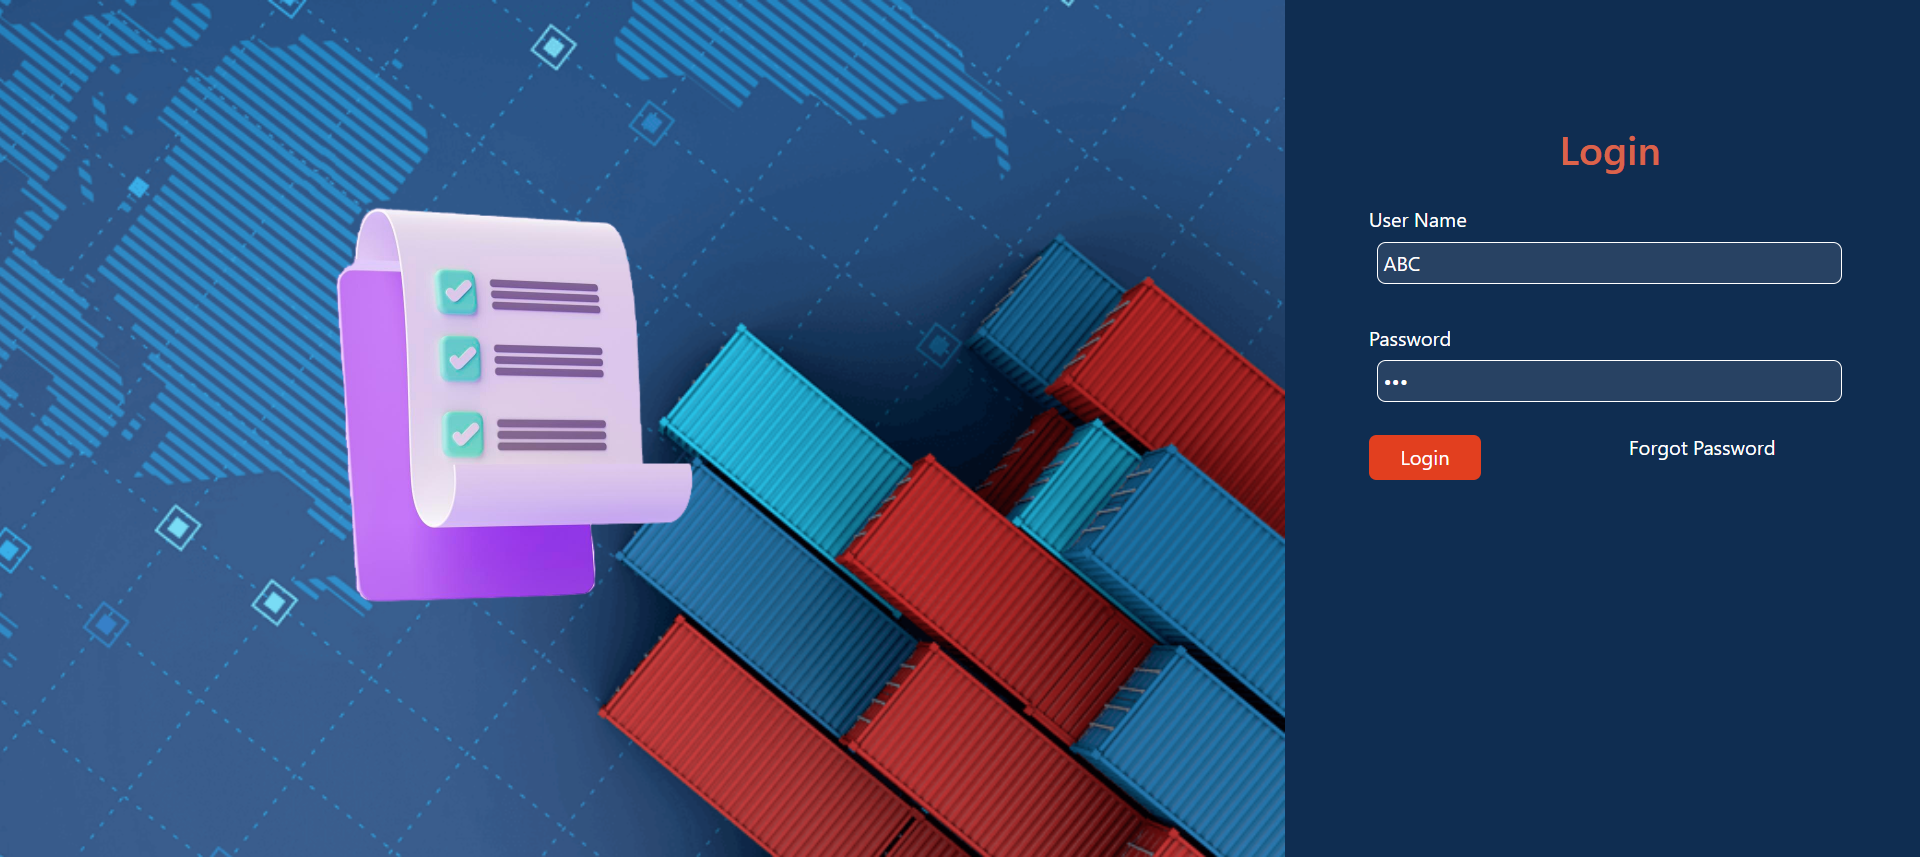 Login
User Name
ABC
Password
•••
Login
Forgot Password